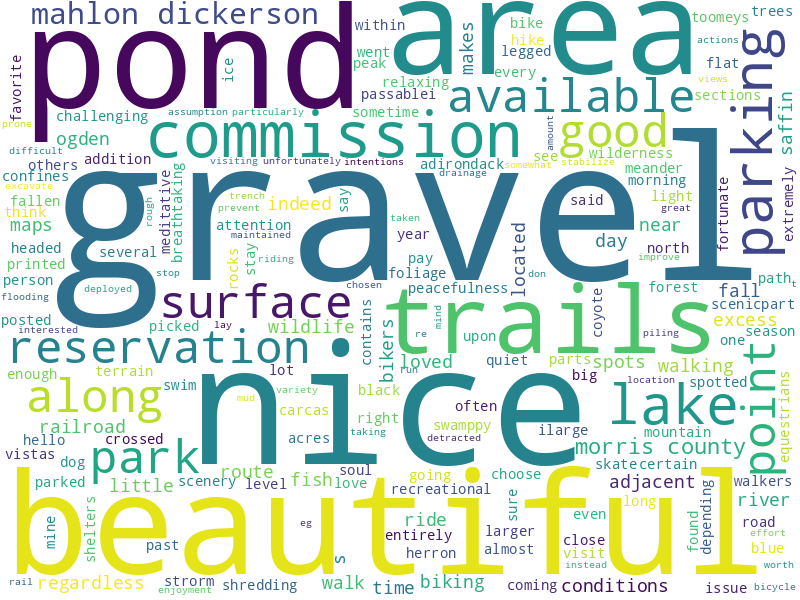 mahlon dickerson
pond
area
within
went
peak
relaxing
passablei
sometime
makes
legged
every
bike
hike
flat
toomeys
trees
actions
views
sections
favorite
ice
available
parking
saffin
extremely
challenging
assumption
particularly
prone
ogden
commission
good
amount
difficult
others
addition
confines
excavate
visiting
unfortunately
intentions
adirondack
drainage
somewhat
stabilize
see
wilderness
meander
morning
fallen
think
maps
meditative
breathtaking
rough
gravel
trench
prevent
indeed
say
attention
maintained
taken
riding
said
light
great
near
fortunate
headed
several
printed
person
rocks
stay
year
pay
foliage
located
day
north
improve
deployed
stop
chosen
don
peacefulness
forest
path
t
flooding
posted
interested
surface
lay
picked
wildlife
contains
bikers
trails
mind
re
upon
coyote
piling
fall
scenicpart
excess
one
season
reservation
nice
enough
terrain
lot
run
loved
quiet
parts
spots
big
location
walking
spotted
point
equestrians
along
swim
variety
mud
black
carcas
right
taking
often
swamppy
detracted
ilarge
lake
mountain
railroad
hello
crossed
vistas
park
acres
soul
love
morris county
skatecertain
dog
parked
little
scenery
route
level
fish
going
recreational
choose
adjacent
walkers
beautiful
mine
shelters
past
eg
s
ride
entirely
herron
larger
almost
sure
even
close
visit
found
depending
long
river
road
blue
effort
worth
rail
regardless
enjoyment
strorm
shredding
walk
time
biking
coming
conditions
instead
issue
bicycle